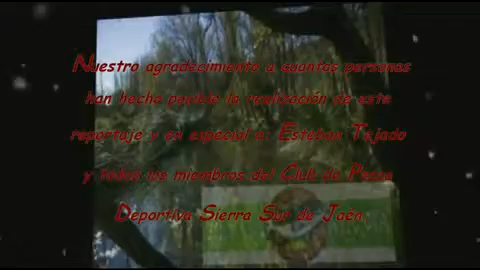 Nuestro agradecimiento a cuantas personas
han hecho posible la realización de este
reportaje y en especial a: Esteban Tejado
y todos los miembros del Club de Pesca
Deportiva Sierra Sur de Jaén.